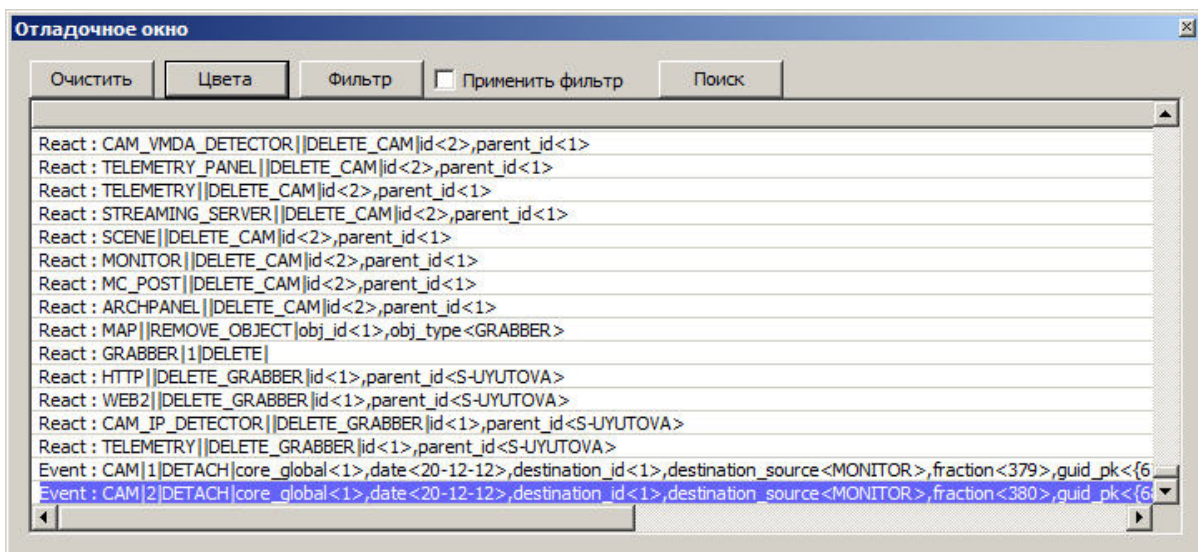 Отладочное окно
Очистить Цвета Фильтр Применить фильтр Поиск
React : CAM_VMDA_DETECTOR||DELETE_CAM|id<2>,parent_id<1>
React : TELEMETRY_PANEL||DELETE_CAM|id<2>,parent_id<1>
React : TELEMETRY||DELETE_CAM|id<2>,parent_id<1>
React : STREAMING_SERVER||DELETE_CAM|id<2>,parent_id<1>
React : SCENE||DELETE_CAM|id<2>,parent_id<1>
React : MONITOR||DELETE_CAM|id<2>,parent_id<1>
React : MC_POST||DELETE_CAM|id<2>,parent_id<1>
React : ARCHPANEL||DELETE_CAM|id<2>,parent_id<1>
React : MAP||REMOVE_OBJECT|obj_id<1>,obj_type<GRABBER>
React : GRABBER|1|DELETE|
React : HTTP||DELETE_GRABBER|id<1>,parent_id<S-UYUTOVA>
React : WEB2||DELETE_GRABBER|id<1>,parent_id<S-UYUTOVA>
React : CAM_IP_DETECTOR||DELETE_GRABBER|id<1>,parent_id<S-UYUTOVA>
React : TELEMETRY||DELETE_GRABBER|id<1>,parent_id<S-UYUTOVA>
Event : CAM|1|DETACH|core_global<1>,date<20-12-12>,destination_id<1>,destination_source<MONITOR>,fraction<379>,guid_pk<{6
Event : CAM|2|DETACH|core_global<1>,date<20-12-12>,destination_id<1>,destination_source<MONITOR>,fraction<380>,guid_pk<{6